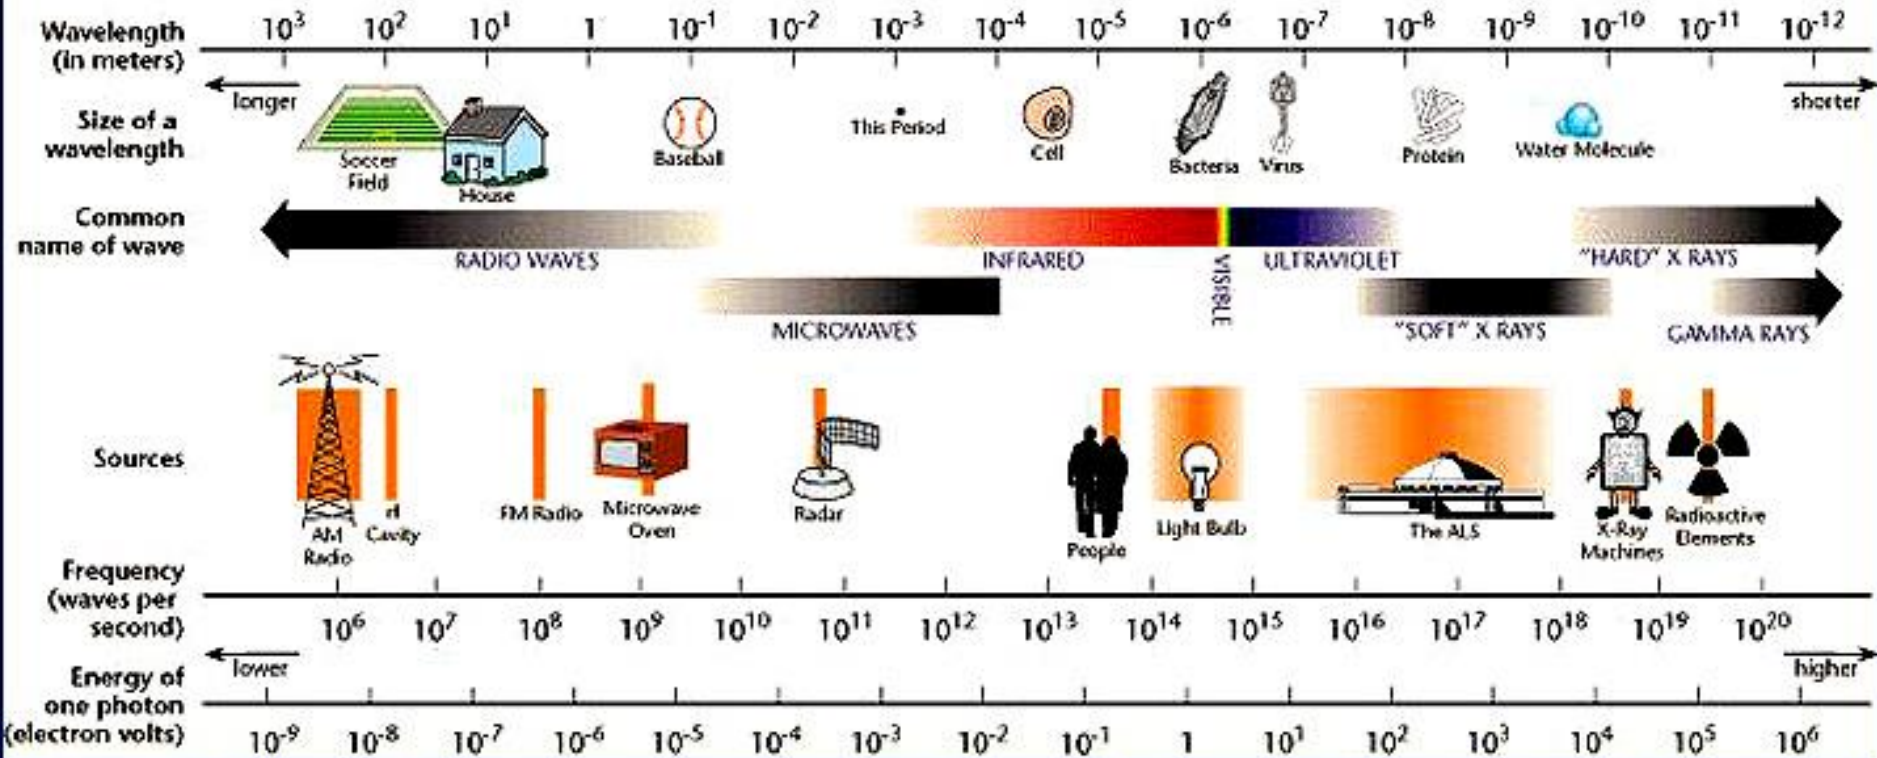 Wavelength
(in meters)
10³ 10² 10¹ 1 10⁻¹ 10⁻² 10⁻³ 10⁻⁴ 10⁻⁵ 10⁻⁶ 10⁻⁷ 10⁻⁸ 10⁻⁹ 10⁻¹⁰ 10⁻¹¹ 10⁻¹²
longer
shorter
Size of a
wavelength
Soccer
Field
House
Baseball
This Period
Cell
Bacteria
Virus
Protein
Water Molecule
Common
name of wave
RADIO WAVES
INFRARED
VISIBLE
ULTRAVIOLET
"HARD" X RAYS
MICROWAVES
"SOFT" X RAYS
GAMMA RAYS
Sources
AM
Radio
rf
Cavity
FM Radio
Microwave
Oven
Radar
People
Light Bulb
The ALS
X-Ray
Machines
Radioactive
Elements
Frequency
(waves per
second)
10⁶ 10⁷ 10⁸ 10⁹ 10¹⁰ 10¹¹ 10¹² 10¹³ 10¹⁴ 10¹⁵ 10¹⁶ 10¹⁷ 10¹⁸ 10¹⁹ 10²⁰
lower
higher
Energy of
one photon
(electron volts)
10⁻⁹ 10⁻⁸ 10⁻⁷ 10⁻⁶ 10⁻⁵ 10⁻⁴ 10⁻³ 10⁻² 10⁻¹ 1 10¹ 10² 10³ 10⁴ 10⁵ 10⁶